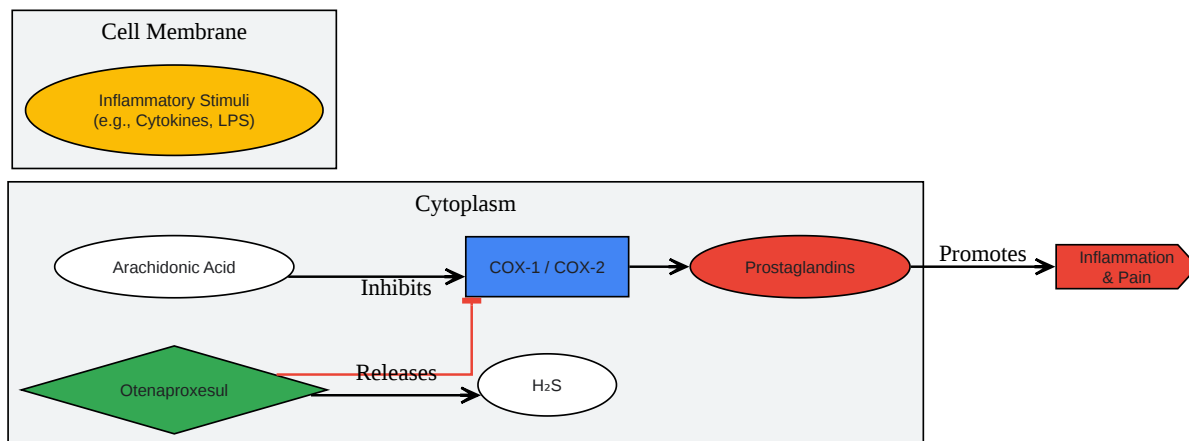 Cell Membrane
Inflammatory Stimuli
(e.g., Cytokines, LPS)
Cytoplasm
Arachidonic Acid
Inhibits
COX-1 / COX-2
Prostaglandins
Promotes
Inflammation
& Pain
Otenaproxesul
Releases
H₂S